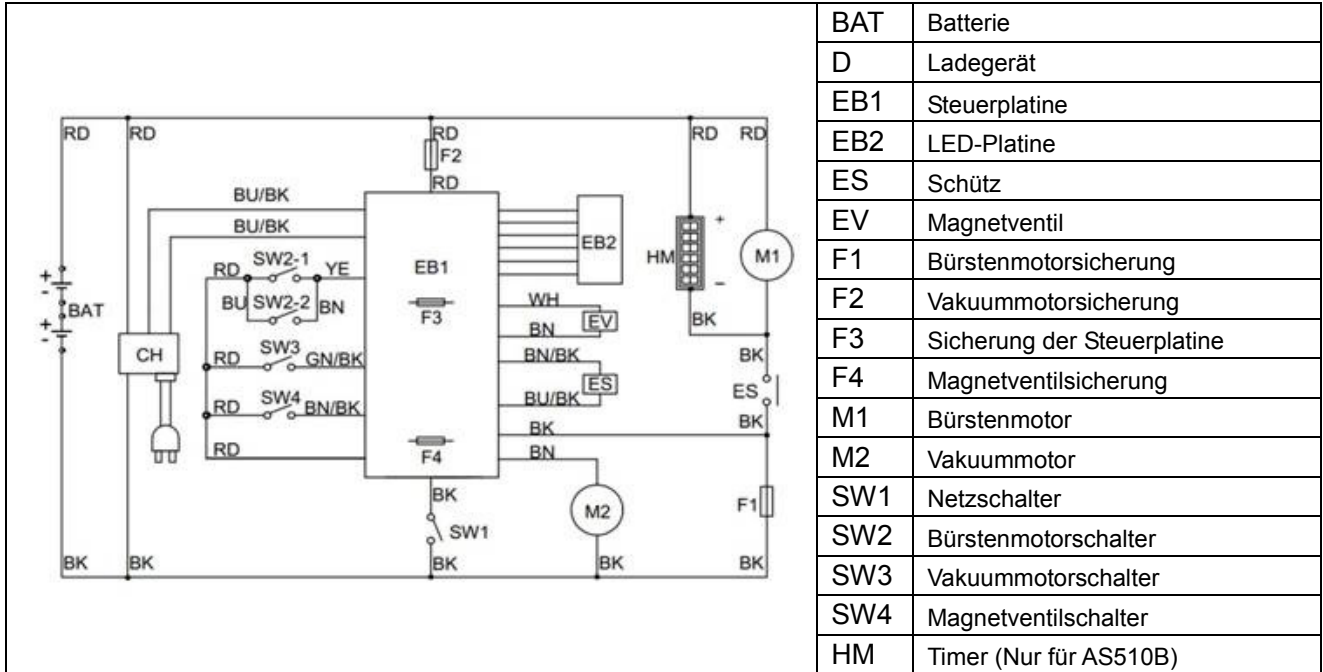 RD
RD
RD
F2
RD
RD
RD
BU/BK
BU/BK
SW2-1
RD
YE
BU
SW2-2
BN
EB1
F3
EB2
HM
+
-
M1
WH
EV
BN
BK
+
-
BAT
+
-
CH
RD
SW3
GN/BK
BN/BK
ES
BU/BK
BK
ES
BK
RD
SW4
BN/BK
RD
F4
BK
BN
M2
F1
BK
SW1
BK
BK
BK
BK
BK
BAT Batterie
D Ladegerät
EB1 Steuerplatine
EB2 LED-Platine
ES Schütz
EV Magnetventil
F1 Bürstenmotorsicherung
F2 Vakuummotorsicherung
F3 Sicherung der Steuerplatine
F4 Magnetventilsicherung
M1 Bürstenmotor
M2 Vakuummotor
SW1 Netzschalter
SW2 Bürstenmotorschalter
SW3 Vakuummotorschalter
SW4 Magnetventilschalter
HM Timer (Nur für AS510B)